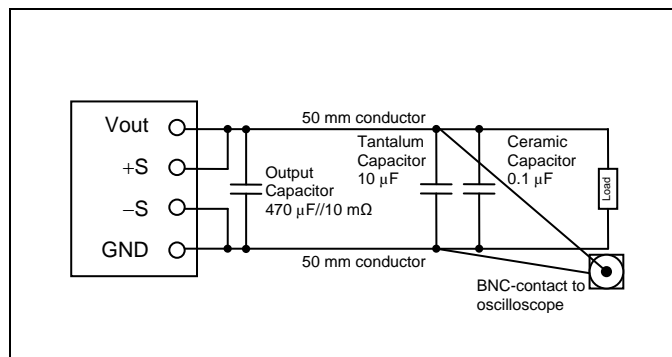 Vout
+S
−S
GND
50 mm conductor
Output
Capacitor
470 µF//10 mΩ
Tantalum
Capacitor
10 µF
Ceramic
Capacitor
0.1 µF
Load
50 mm conductor
BNC-contact to
oscilloscope